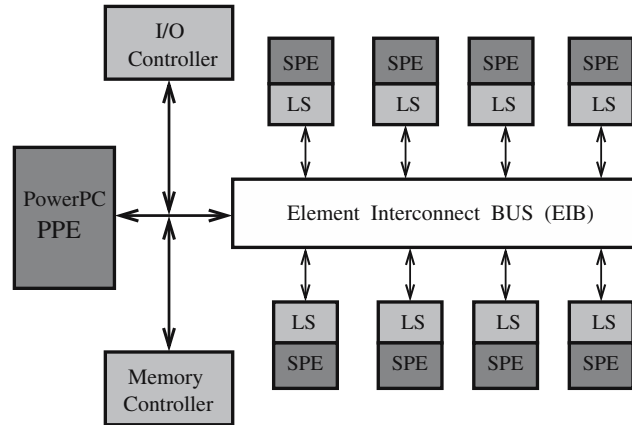 I/O
Controller
SPE SPE SPE SPE
LS LS LS LS
PowerPC
PPE
Element Interconnect BUS (EIB)
LS LS LS LS
SPE SPE SPE SPE
Memory
Controller